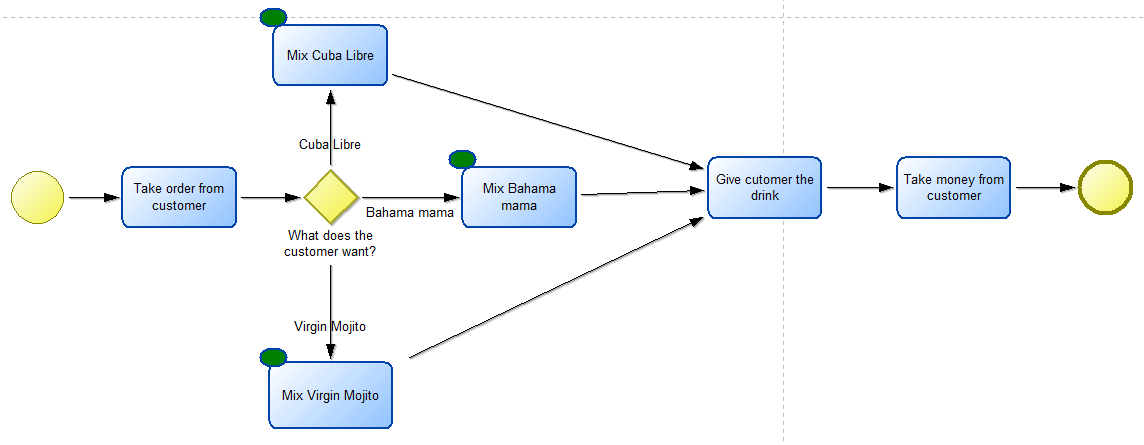 Mix Cuba Libre
Cuba Libre
Take order from
customer
What does the
customer want?
Bahama mama
Mix Bahama
mama
Virgin Mojito
Mix Virgin Mojito
Give cutomer the
drink
Take money from
customer